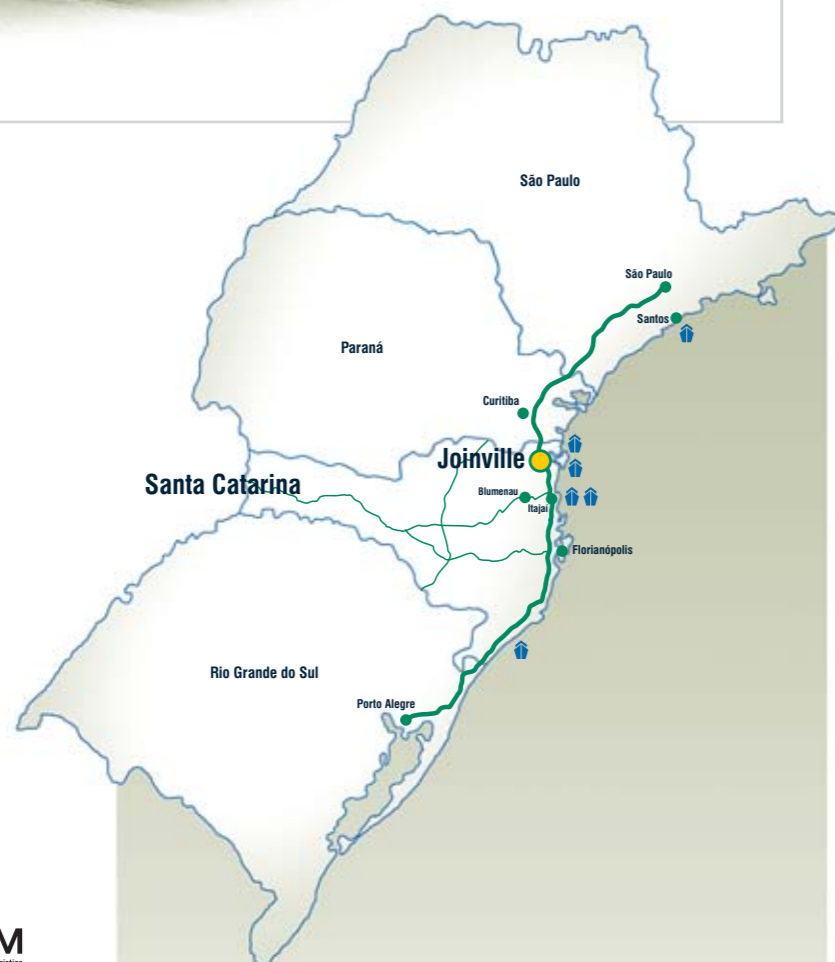 São Paulo
São Paulo
Santos
Paraná
Curitiba
Joinville
Santa Catarina
Blumenau
Itajaí
Florianópolis
Rio Grande do Sul
Porto Alegre
M